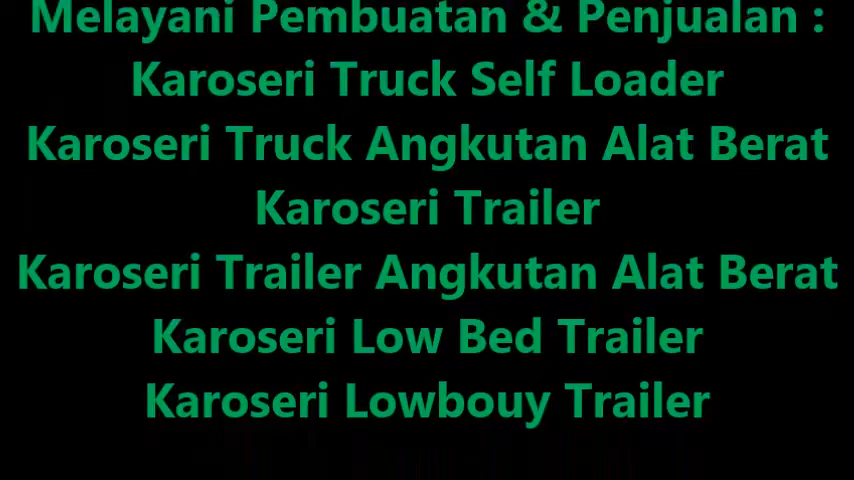 Melayani Pembuatan & Penjualan :
Karoseri Truck Self Loader
Karoseri Truck Angkutan Alat Berat
Karoseri Trailer
Karoseri Trailer Angkutan Alat Berat
Karoseri Low Bed Trailer
Karoseri Lowbouy Trailer